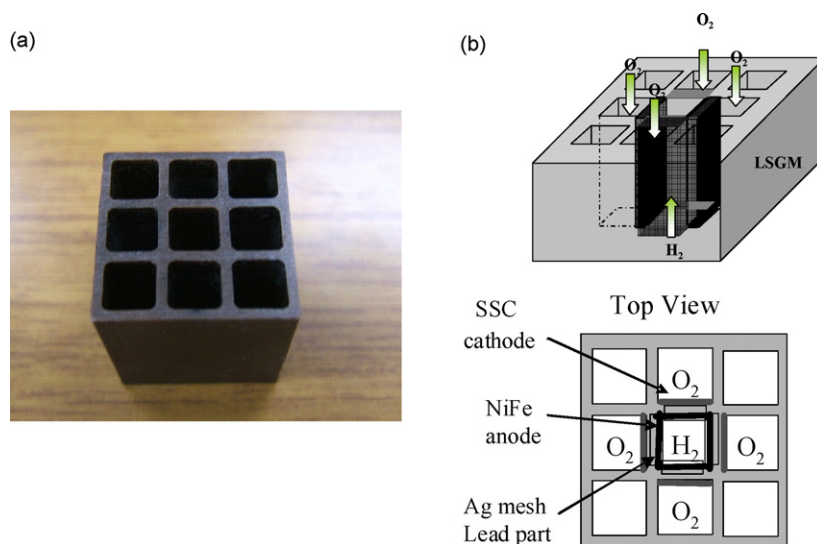 (a)
(b)
O₂
O₂
O₂
O₂
LSGM
H₂
Top View
SSC
cathode
NiFe
anode
Ag mesh
Lead part
O₂
O₂
H₂
O₂
O₂